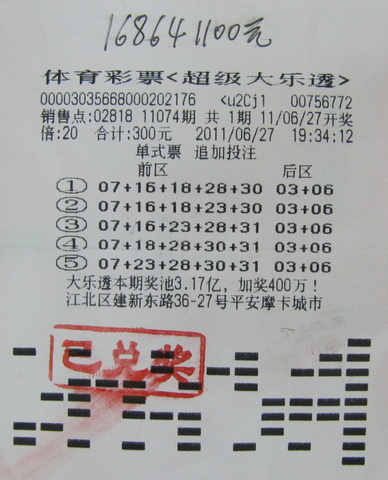 168641100元
体育彩票<超级大乐透>
00003035668000202176 <u2Cj1 00756772
销售点:02818 11074期 共 1期 11/06/27开奖
倍:20 合计:300元 2011/06/27 19:34:12
单式票 追加投注
前区 后区
① 07+16+18+28+30 03+06
② 07+16+18+23+30 03+06
③ 07+16+23+28+31 03+06
④ 07+18+28+30+31 03+06
⑤ 07+23+28+30+31 03+06
大乐透本期奖池3.17亿，加奖400万！
江北区建新东路36-27号平安摩卡城市
已兑奖